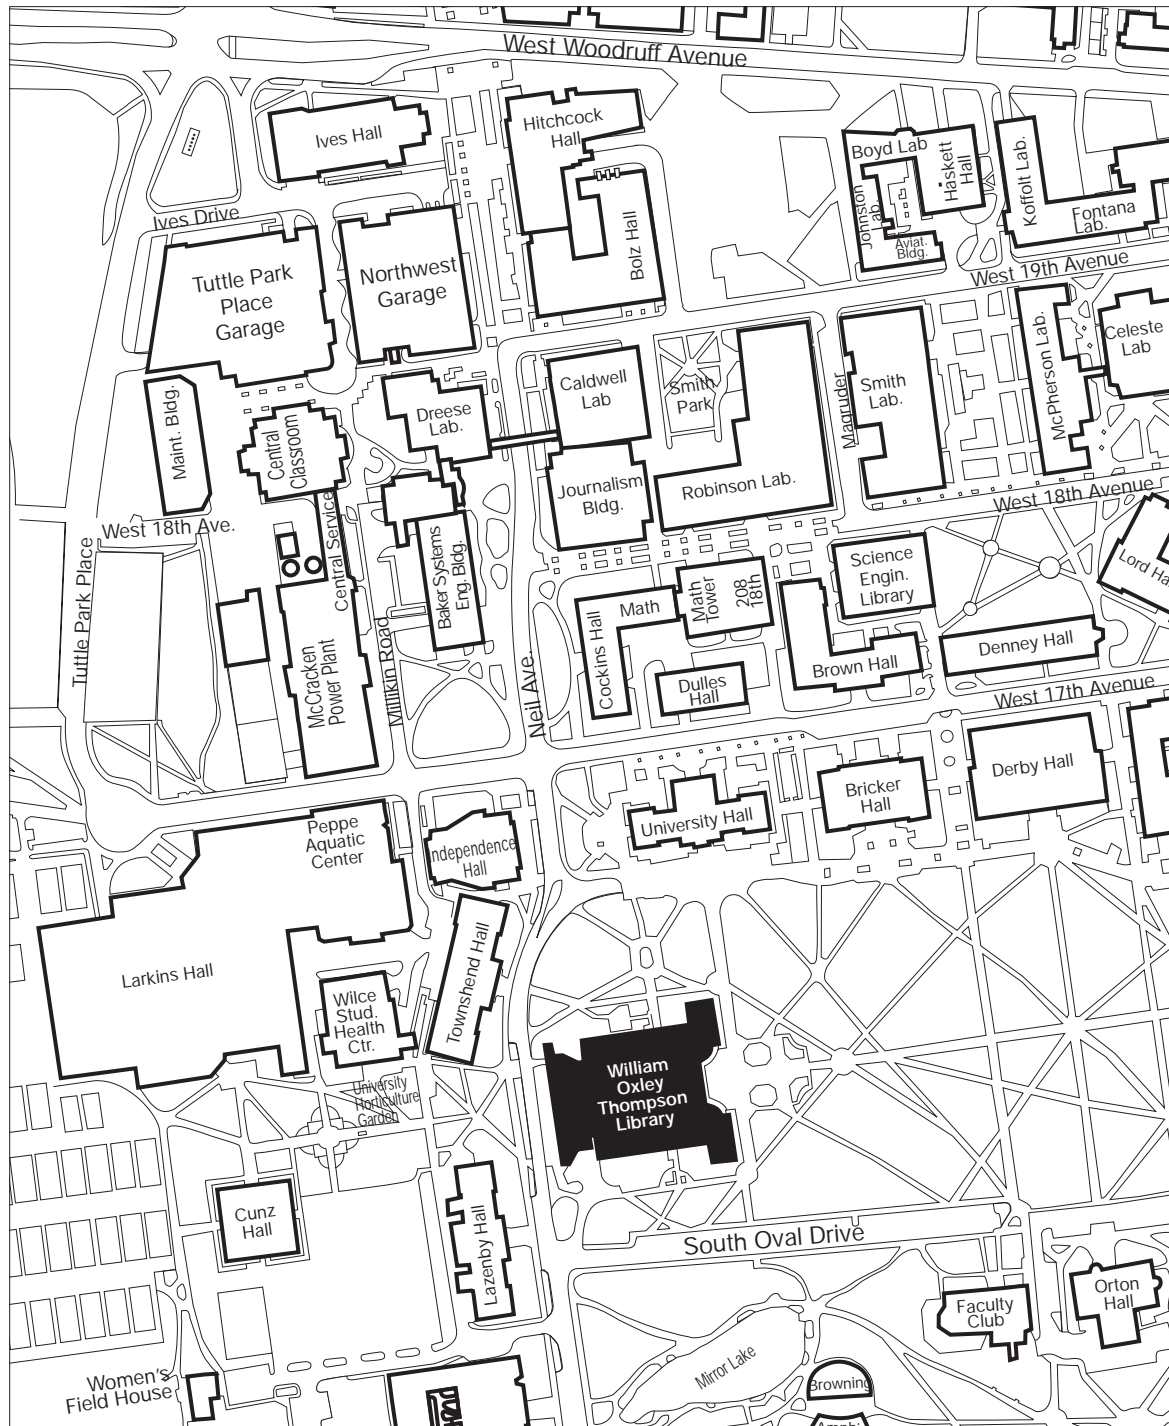 West Woodruff Avenue
Ives Hall
Hitchcock
Hall
Boyd Lab
Haskett
Hall
Koffolt Lab.
Johnston
Lab.
Aviat.
Bldg.
Fontana
Lab.
Ives Drive
Tuttle Park
Place
Garage
Northwest
Garage
Bolz Hall
West 19th Avenue
Celeste
Lab
McPherson Lab.
Maint. Bldg.
Central
Classroom
Dreese
Lab.
Caldwell
Lab
Smith
Park
Magruder
Smith
Lab.
Journalism
Bldg.
Robinson Lab.
West 18th Avenue
West 18th Ave.
Central Service
Tuttle Park Place
Baker Systems
Eng. Bldg.
Science
Engin.
Library
Lord Ha
Math
Math
Tower
208
18th
Cockins Hall
Dulles
Hall
Brown Hall
Denney Hall
McCracken
Power Plant
Millikin Road
Neil Ave.
West 17th Avenue
Derby Hall
Bricker
Hall
University Hall
Peppe
Aquatic
Center
Independence
Hall
Larkins Hall
Townshend Hall
Wilce
Stud.
Health
Ctr.
University
Horticulture
Garden
William
Oxley
Thompson
Library
Cunz
Hall
Lazenby Hall
South Oval Drive
Faculty
Club
Orton
Hall
Mirror Lake
Women's
Field House
Browning
Amphi